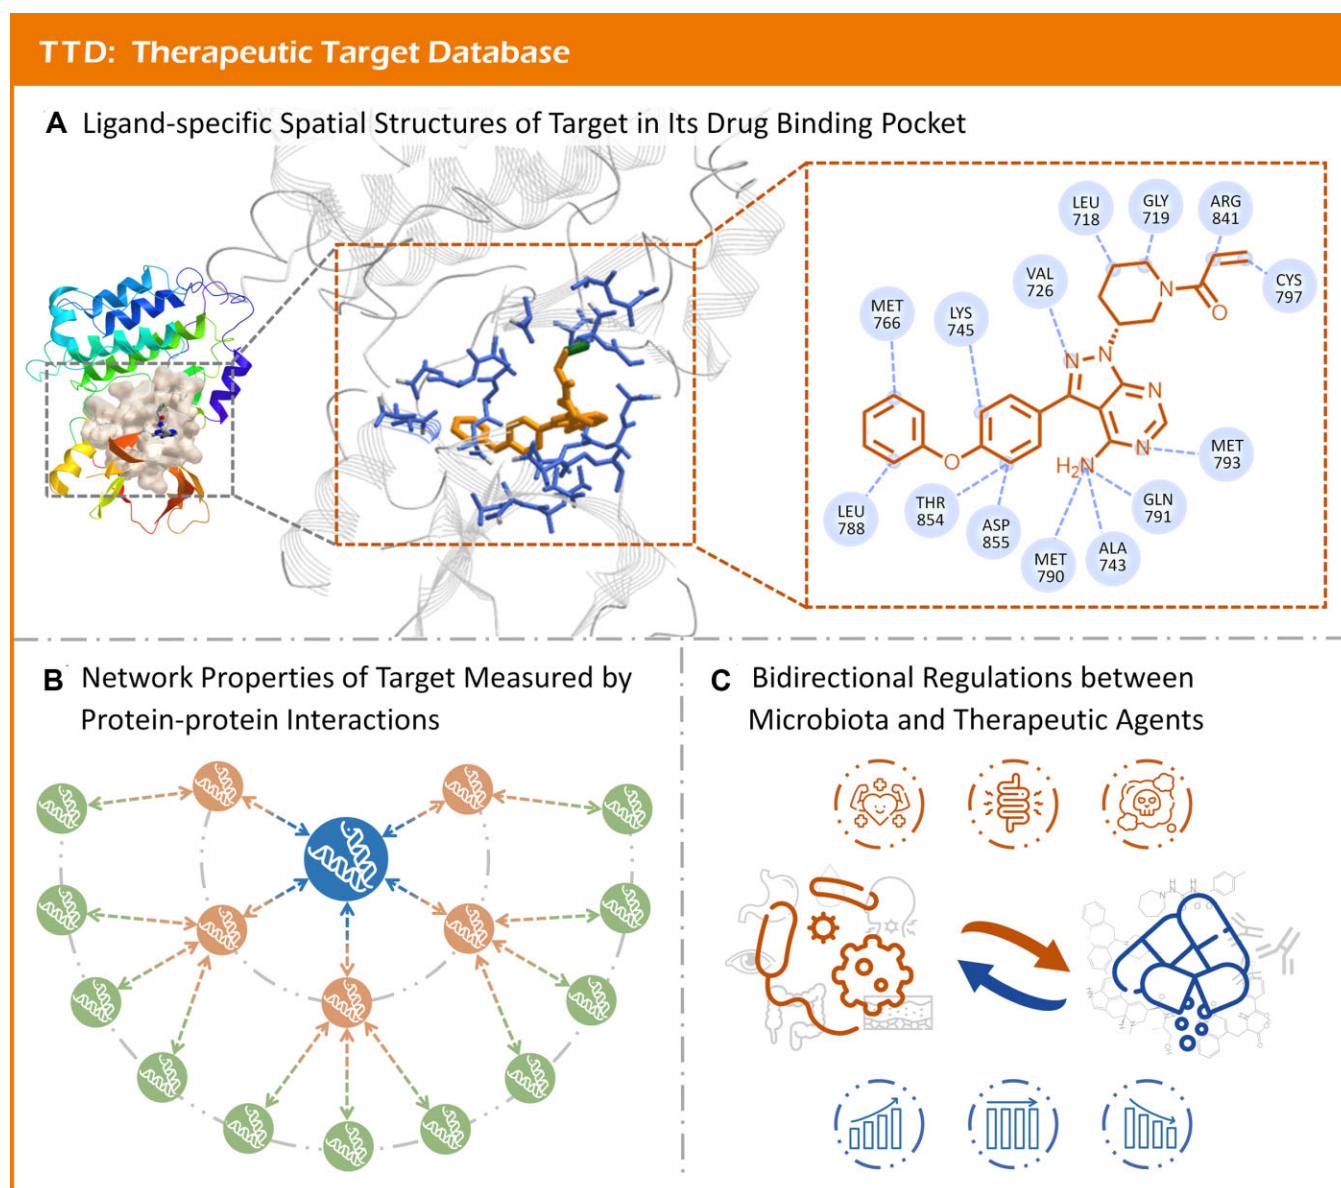 TTD: Therapeutic Target Database
A Ligand-specific Spatial Structures of Target in Its Drug Binding Pocket
LEU
718
GLY
719
ARG
841
VAL
726
CYS
797
MET
766
LYS
745
N
O
N
N
N
N
O
H2N
MET
793
LEU
788
THR
854
ASP
855
MET
790
ALA
743
GLN
791
B Network Properties of Target Measured by
Protein-protein Interactions
C Bidirectional Regulations between
Microbiota and Therapeutic Agents